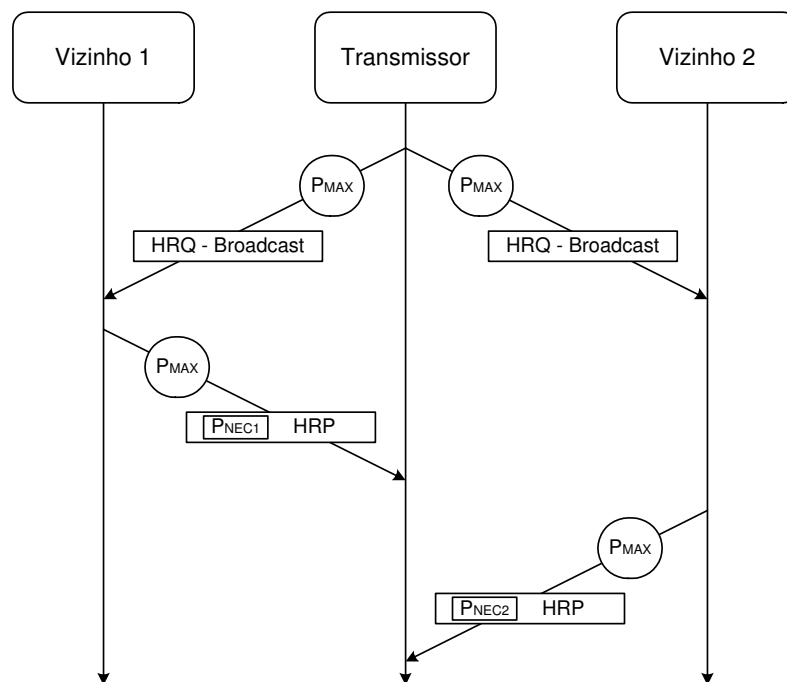 Vizinho 1 Transmissor Vizinho 2
PMAX PMAX
HRQ - Broadcast HRQ - Broadcast
PMAX
PNEC1 HRP
PMAX
PNEC2 HRP